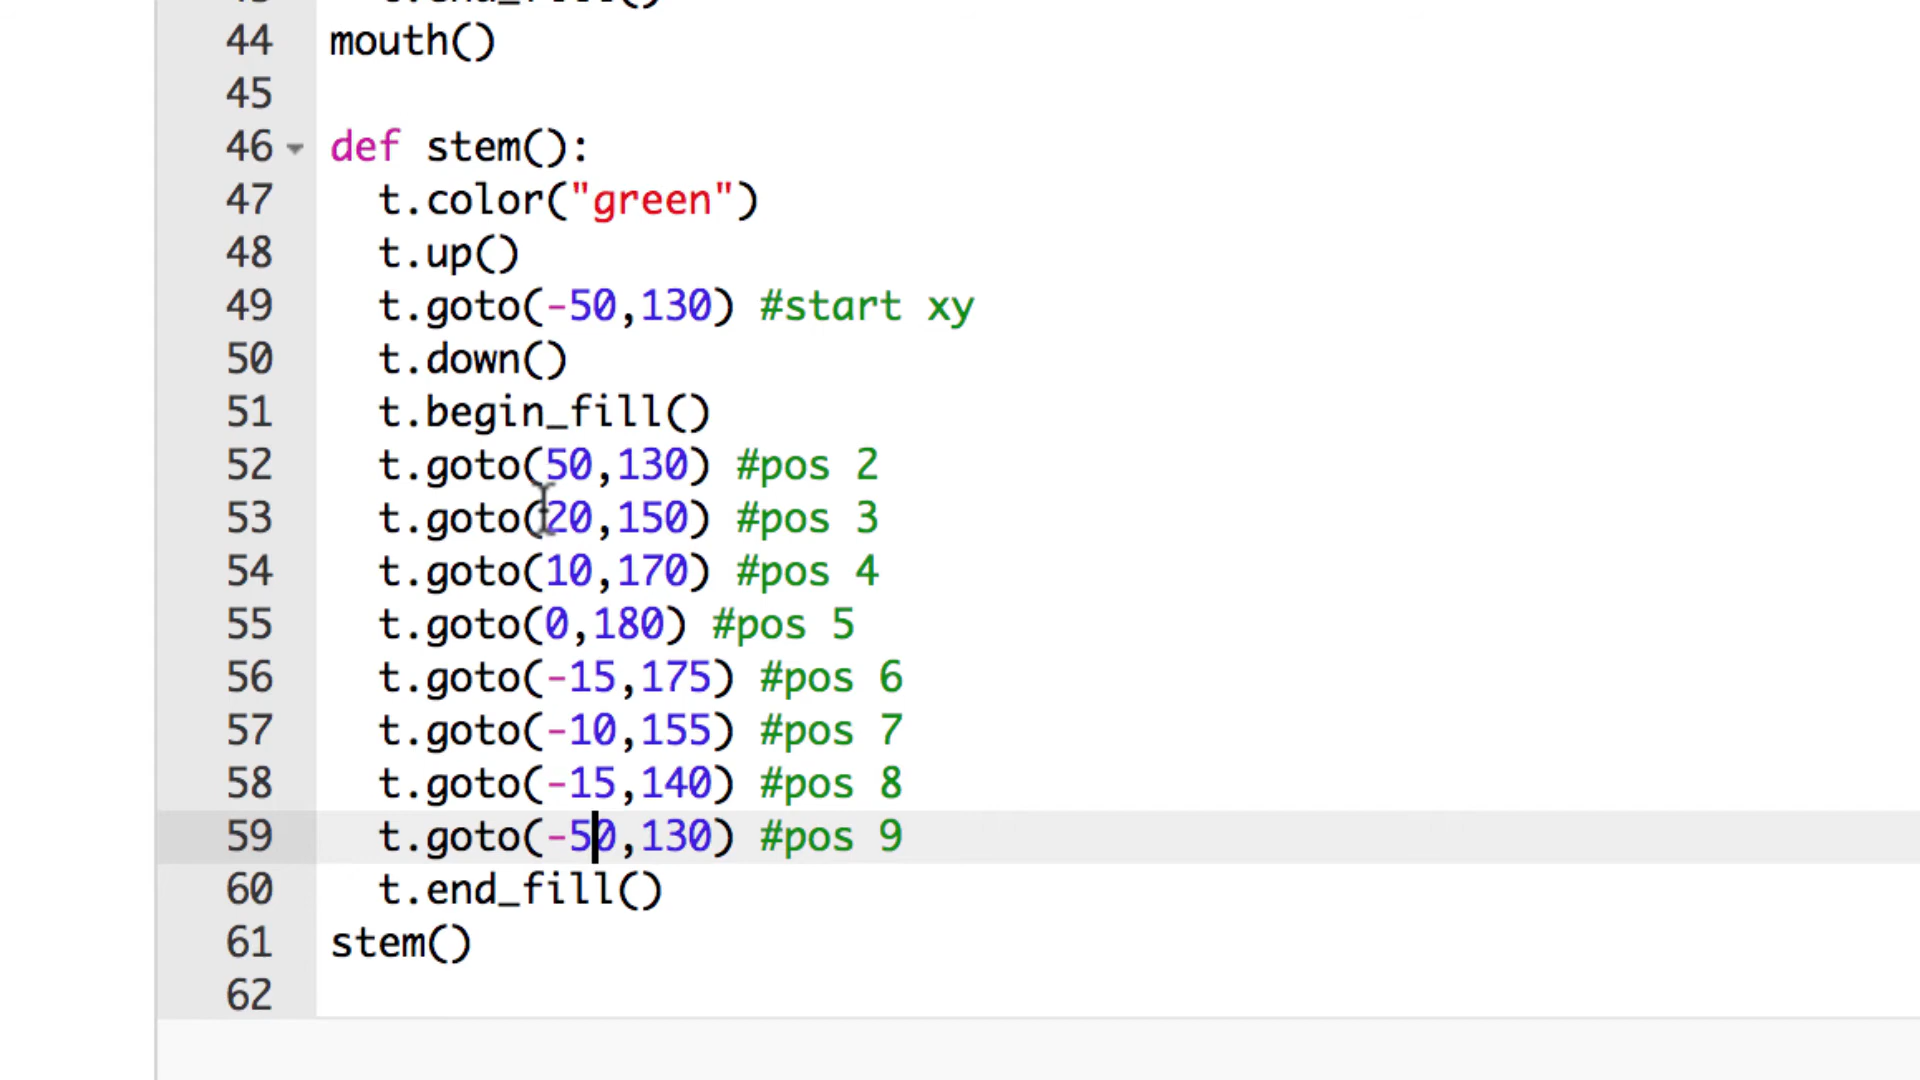 44 mouth()
45
46 def stem():
47 t.color("green")
48 t.up()
49 t.goto(-50,130) #start xy
50 t.down()
51 t.begin_fill()
52 t.goto(50,130) #pos 2
53 t.goto(20,150) #pos 3
54 t.goto(10,170) #pos 4
55 t.goto(0,180) #pos 5
56 t.goto(-15,175) #pos 6
57 t.goto(-10,155) #pos 7
58 t.goto(-15,140) #pos 8
59 t.goto(-50,130) #pos 9
60 t.end_fill()
61 stem()
62